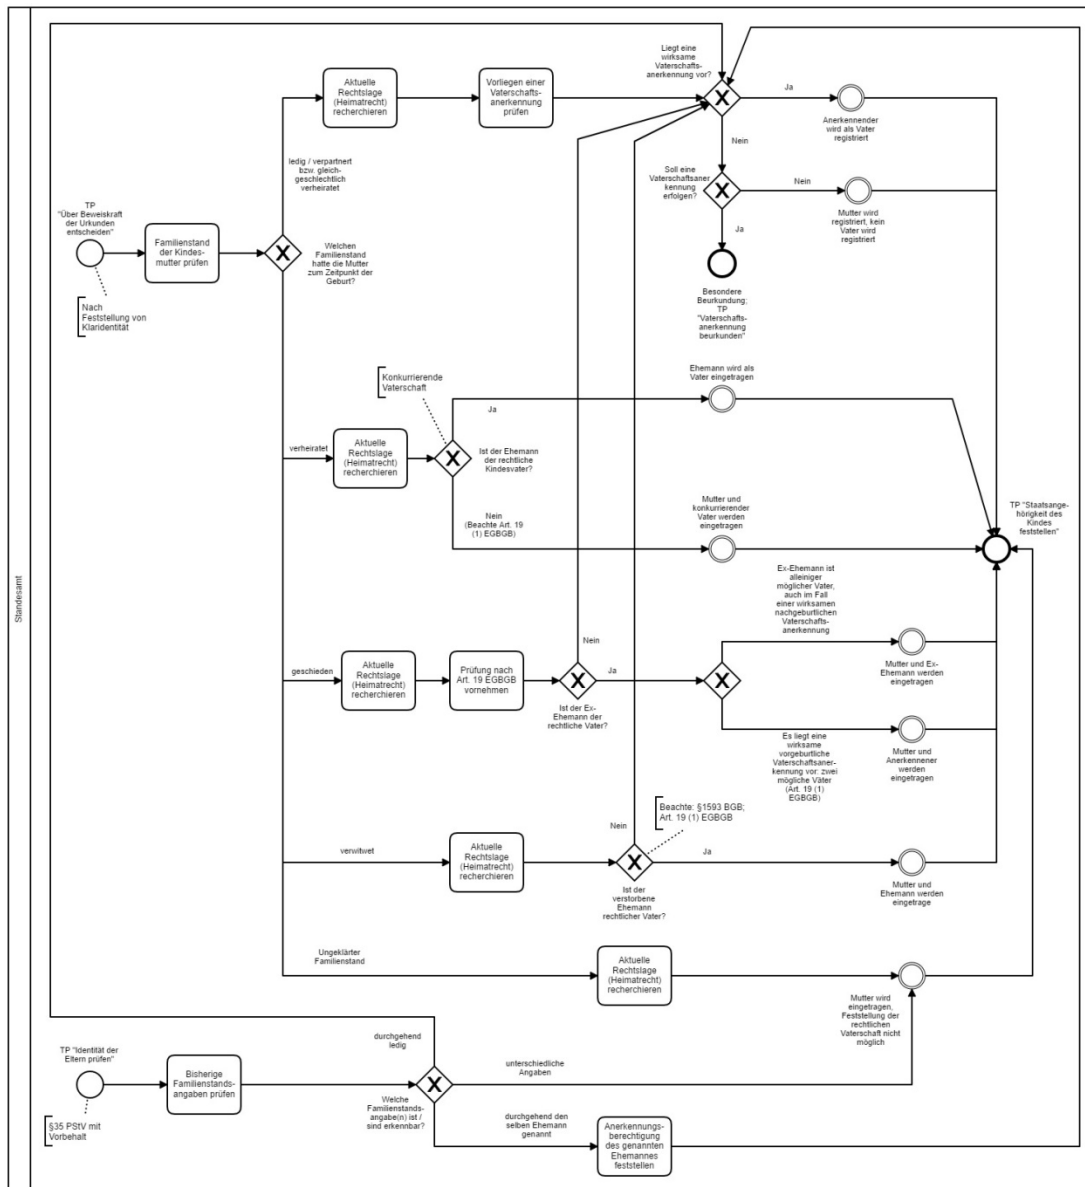 Standesamt
Liegt eine
wirksame
Vaterschafts-
anerkennung vor?
Aktuelle
Rechtslage
(Heimatrecht)
recherchieren
Vorliegen einer
Vaterschafts-
anerkennung
prüfen
Ja
Anerkennender
wird als Vater
registriert
Nein
ledig / verpartnert
bzw. gleich-
geschlechtlich
verheiratet
Soll eine
Vaterschaftsaner
kennung
erfolgen?
Nein
Mutter wird
registriert, kein
Vater wird
registriert
Ja
TP
"Über Beweiskraft
der Urkunden
entscheiden"
Familienstand
der Kindes-
mutter prüfen
Welchen
Familienstand
hatte die Mutter
zum Zeitpunkt der
Geburt?
Nach
Feststellung von
Klaridentität
Besondere
Beurkundung;
TP
"Vaterschafts-
anerkennung
beurkunden"
Konkurrierende
Vaterschaft
Ehemann wird als
Vater eingetragen
Ja
verheiratet
Aktuelle
Rechtslage
(Heimatrecht)
recherchieren
Ist der Ehemann
der rechtliche
Kindesvater?
Nein
(Beachte Art. 19
(1) EGBGB)
Mutter und
konkurrierender
Vater werden
eingetragen
TP "Staatsange-
hörigkeit des
Kindes
feststellen"
Ex-Ehemann ist
alleiniger
möglicher Vater,
auch im Fall
einer wirksamen
nachgeburtlichen
Vaterschafts-
anerkennung
Nein
geschieden
Aktuelle
Rechtslage
(Heimatrecht)
recherchieren
Prüfung nach
Art. 19 EGBGB
vornehmen
Ja
Ist der Ex-
Ehemann der
rechtliche Vater?
Mutter und Ex-
Ehemann werden
eingetragen
Es liegt eine
wirksame
vorgeburtliche
Vaterschaftsaner-
kennung vor: zwei
mögliche Väter
(Art. 19 (1)
EGBGB)
Mutter und
Anerkennener
werden
eingetragen
Beachte: §1593 BGB;
Art. 19 (1) EGBGB
Nein
verwitwet
Aktuelle
Rechtslage
(Heimatrecht)
recherchieren
Ja
Ist der
verstorbene
Ehemann
rechtlicher Vater?
Mutter und
Ehemann werden
eingetrage
Ungeklärter
Familienstand
Aktuelle
Rechtslage
(Heimatrecht)
recherchieren
Mutter wird
eingetragen,
Feststellung der
rechtlichen
Vaterschaft nicht
möglich
durchgehend
ledig
TP "Identität der
Eltern prüfen"
Bisherige
Familienstands-
angaben prüfen
unterschiedliche
Angaben
Welche
Familienstands-
angabe(n) ist /
sind erkennbar?
§35 PStV mit
Vorbehalt
durchgehend den
selben Ehemann
genannt
Anerkennungs-
berechtigung
des genannten
Ehemannes
feststellen